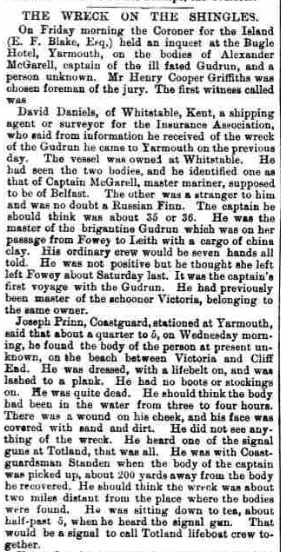 THE WRECK ON THE SHINGLES.
On Friday morning the Coroner for the Island
(E. F. Blake, Esq.) held an inquest at the Bugle
Hotel, Yarmouth, on the bodies of Alexander
McGarell, captain of the ill fated Gudrun, and a
person unknown. Mr Henry Cooper Griffiths was
chosen foreman of the jury. The first witness called
was
David Daniels, of Whitstable, Kent, a shipping
agent or surveyor for the Insurance Association,
who said from information he received of the wreck
of the Gudrun he came to Yarmouth on the previous
day. The vessel was owned at Whitstable. He
had seen the two bodies, and he identified one as
that of Captain McGarell, master mariner, supposed
to be of Belfast. The other was a stranger to him
and was no doubt a Russian Finn. The captain he
should think was about 35 or 36. He was the
master of the brigantine Gudrun which was on her
passage from Fowey to Leith with a cargo of china
clay. His ordinary crew would be seven hands all
told. He was not positive but he thought she left
left Fowey about Saturday last. It was the captain's
first voyage with the Gudrun. He had previously
been master of the schooner Victoria, belonging to
the same owner.
Joseph Prinn, Coastguard, stationed at Yarmouth,
said that about a quarter to 5, on Wednesday morn-
ing, he found the body of the person at present un-
known, on the beach between Victoria and Cliff
End. He was dressed, with a lifebelt on, and was
lashed to a plank. He had no boots or stockings
on. He was quite dead. He should think the body
had been in the water from three to four hours.
There was a wound on his cheek, and his face was
covered with sand and dirt. He did not see any-
thing of the wreck. He heard one of the signal
guns at Totland, that was all. He was with Coast-
guardsman Standen when the body of the captain
was picked up, about 200 yards away from the body
he recovered. He should think the wreck was about
two miles distant from the place where the bodies
were found. He was sitting down to tea, about
half-past 5, when he heard the signal gun. That
would be a signal to call Totland lifeboat crew to-
gether.